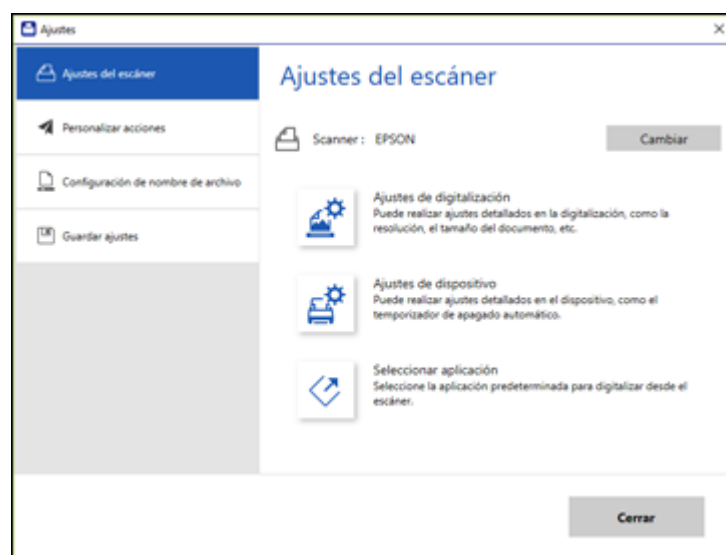 Ajustes
Ajustes del escáner
Personalizar acciones
Configuración de nombre de archivo
Guardar ajustes
Ajustes del escáner
Scanner : EPSON
Cambiar
Ajustes de digitalización
Puede realizar ajustes detallados en la digitalización, como la
resolución, el tamaño del documento, etc.
Ajustes de dispositivo
Puede realizar ajustes detallados en el dispositivo, como el
temporizador de apagado automático.
Seleccionar aplicación
Seleccione la aplicación predeterminada para digitalizar desde el
escáner.
Cerrar